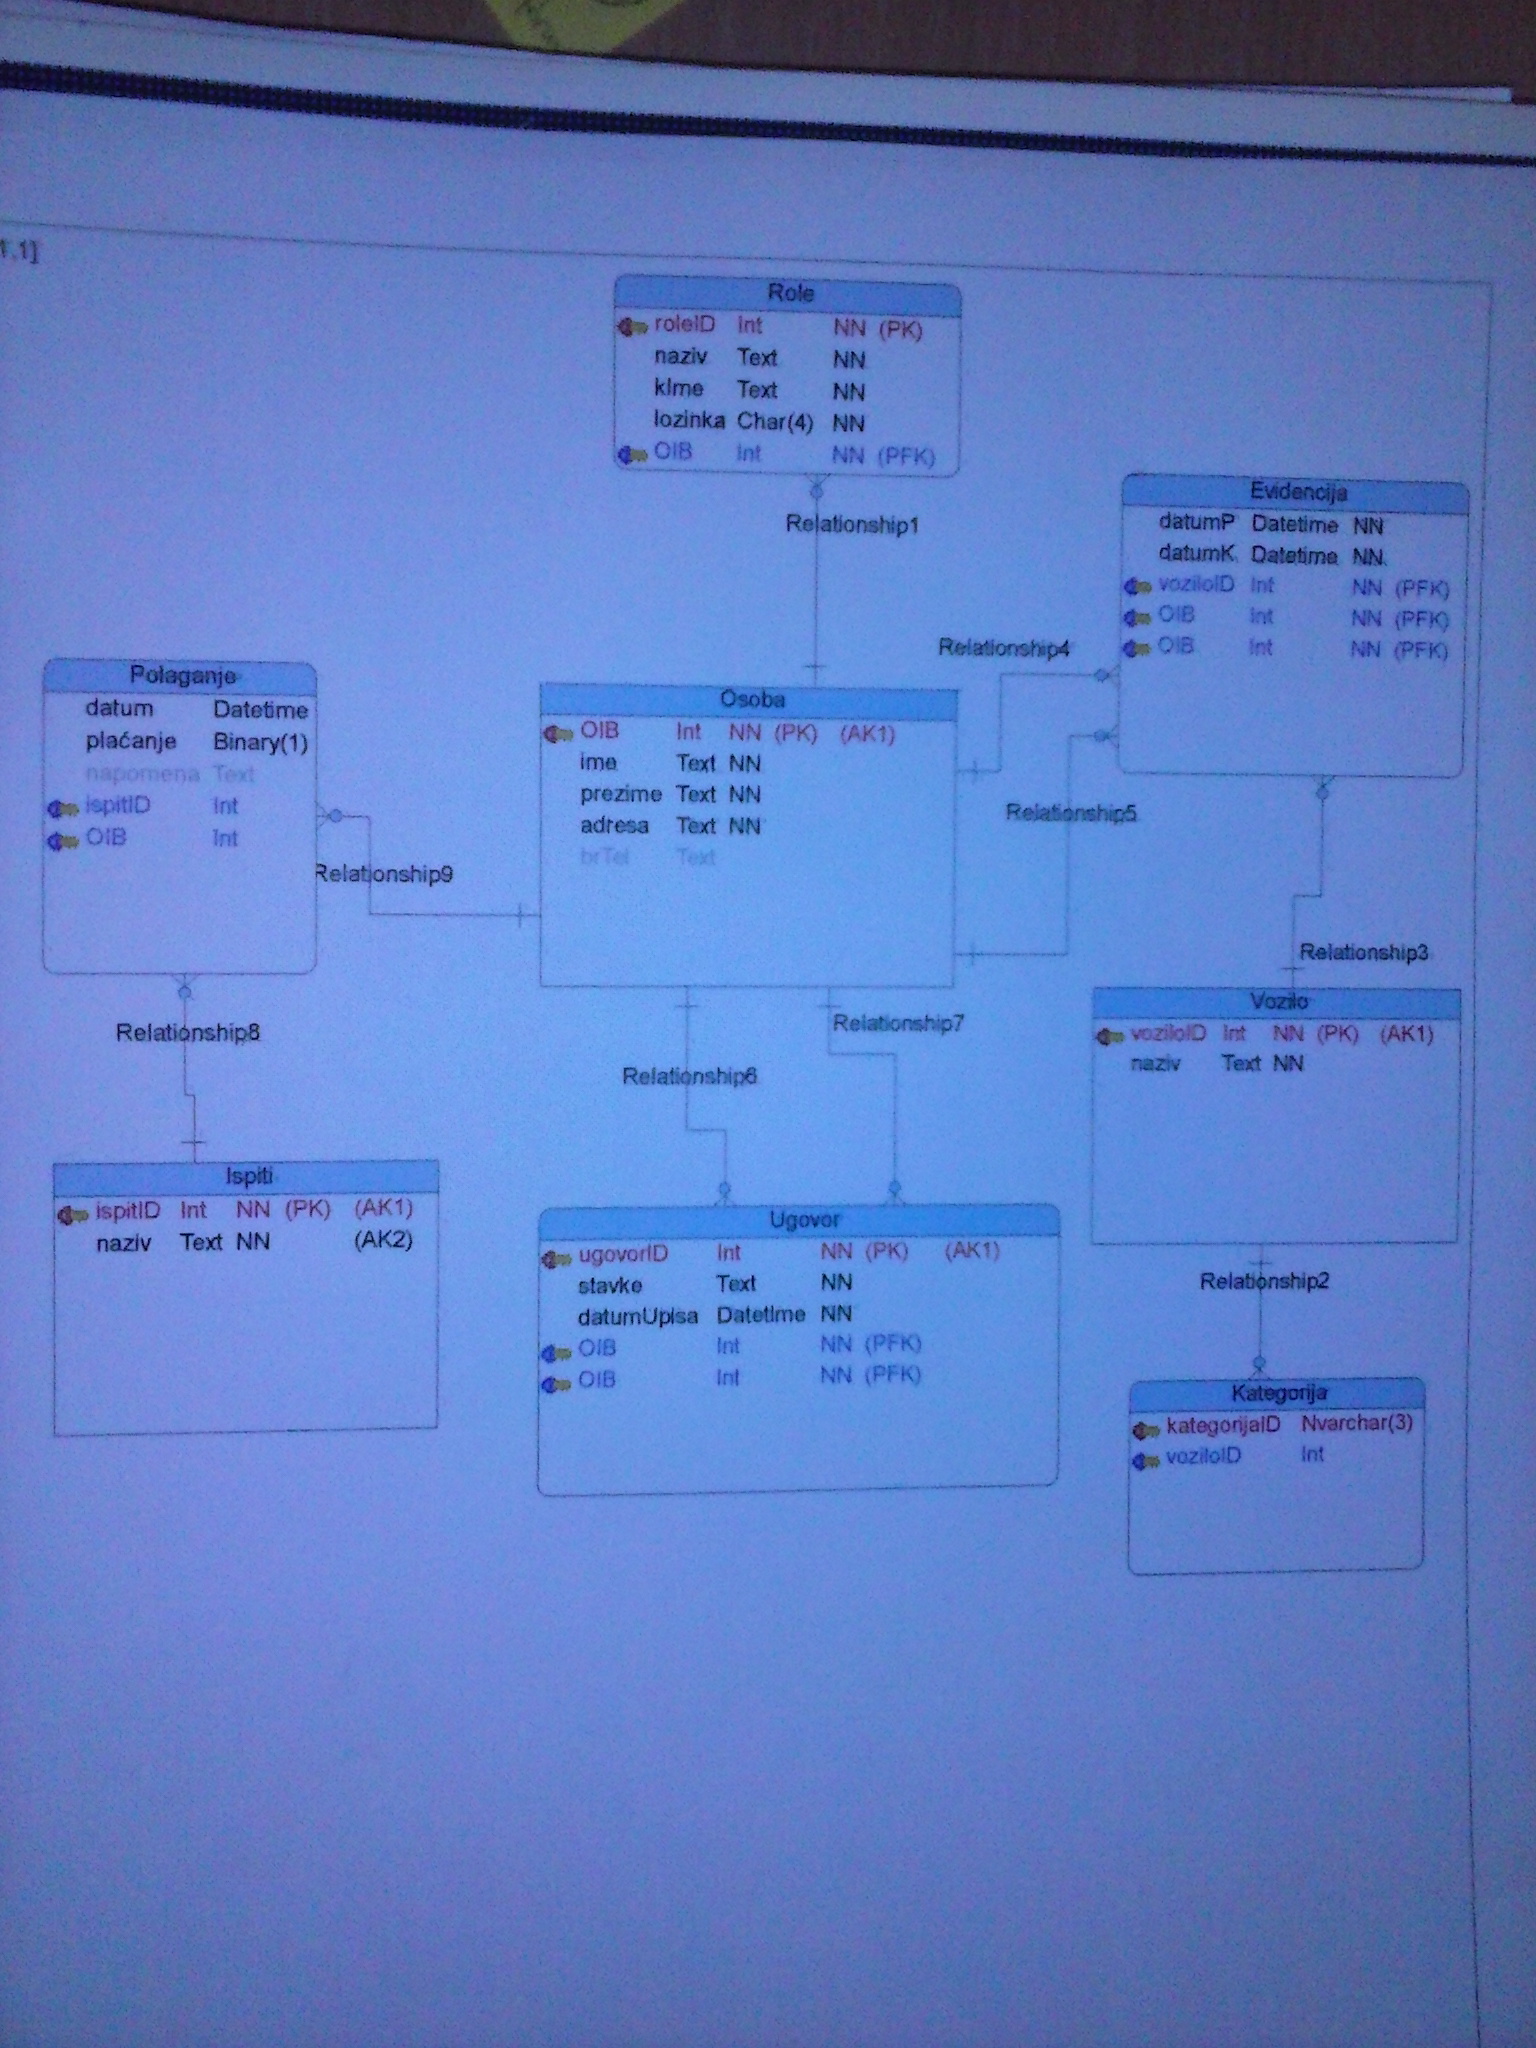 1,1]
Role
roleID Int NN (PK)
naziv Text NN
kIme Text NN
lozinka Char(4) NN
OIB Int NN (PFK)
Relationship1
Evidencija
datumP Datetime NN
datumK Datetime NN
voziloID Int NN (PFK)
OIB Int NN (PFK)
OIB Int NN (PFK)
Relationship4
Polaganje
datum Datetime
plaćanje Binary(1)
napomena Text
ispitID Int
OIB Int
Osoba
OIB Int NN (PK) (AK1)
ime Text NN
prezime Text NN
adresa Text NN
brTel Text
Relationship5
Relationship9
Relationship3
Relationship8
Relationship7
Relationship6
Vozilo
voziloID Int NN (PK) (AK1)
naziv Text NN
Ispiti
ispitID Int NN (PK) (AK1)
naziv Text NN (AK2)
Ugovor
ugovorID Int NN (PK) (AK1)
stavke Text NN
datumUpisa Datetime NN
OIB Int NN (PFK)
OIB Int NN (PFK)
Relationship2
Kategorija
kategorijaID Nvarchar(3)
voziloID Int